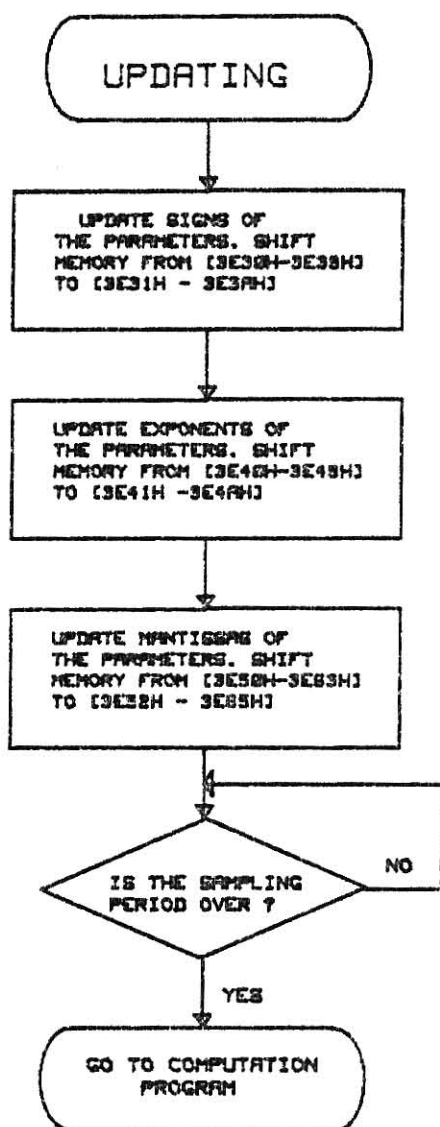 UPDATING
UPDATE SIGNS OF
THE PARAMETERS. SHIFT
MEMORY FROM [3E30H-3E39H]
TO [3E31H - 3E3AH]
UPDATE EXPONENTS OF
THE PARAMETERS. SHIFT
MEMORY FROM [3E40H-3E49H]
TO [3E41H -3E4AH]
UPDATE MANTISSAS OF
THE PARAMETERS. SHIFT
MEMORY FROM [3E50H-3E63H]
TO [3E52H - 3E65H]
IS THE SAMPLING
PERIOD OVER ?
NO
YES
GO TO COMPUTATION
PROGRAM